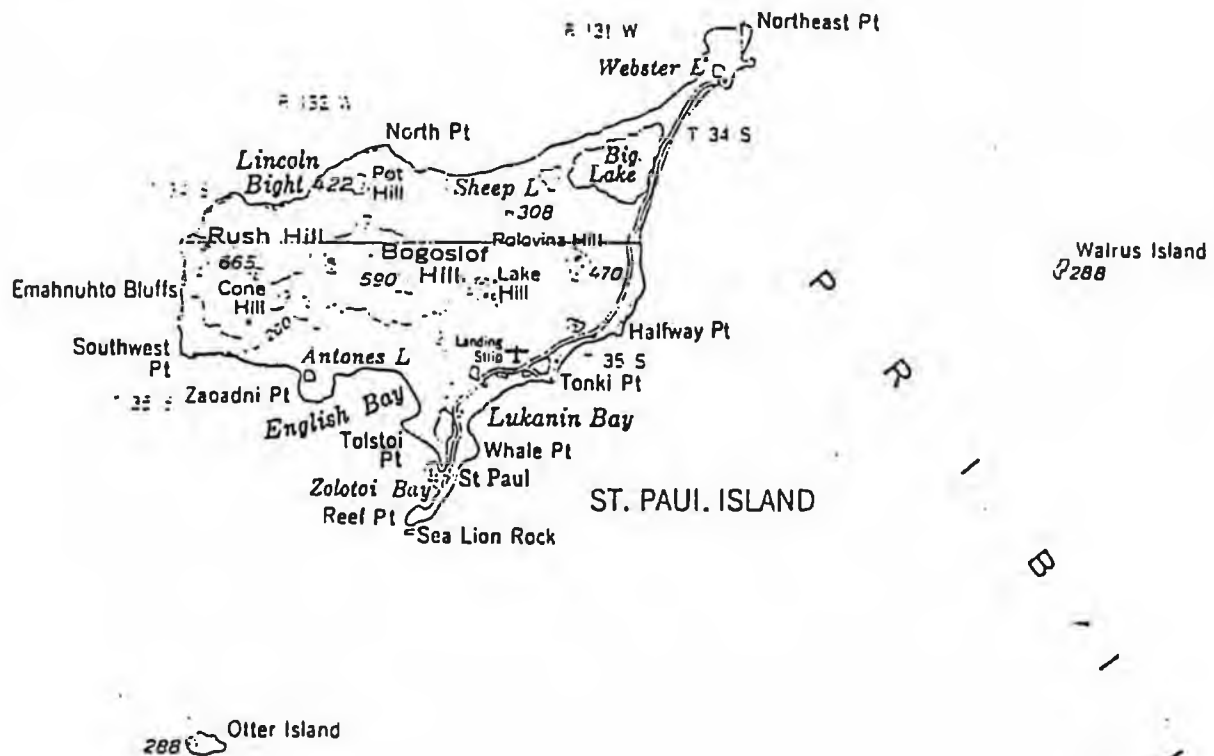 Northeast Pt
R 131 W
Webster L
R 132 W
North Pt
T 34 S
Lincoln
Bight
422
Pot
Hill
Sheep L
Big
Lake
308
Rush Hill
Bogoslof
Hill
Polovina Hill
665
590
Lake
Hill
470
Walrus Island
288
Emahnuhto Bluffs
Cone
Hill
200
Halfway Pt
Southwest
Pt
Antones L
Landing
Strip
35 S
Tonki Pt
Zapadni Pt
English Bay
Lukanin Bay
Tolstoi
Pt
Whale Pt
Zolotoi Bay
St Paul
Reef Pt
Sea Lion Rock
ST. PAUL ISLAND
P R I B I
Otter Island
288